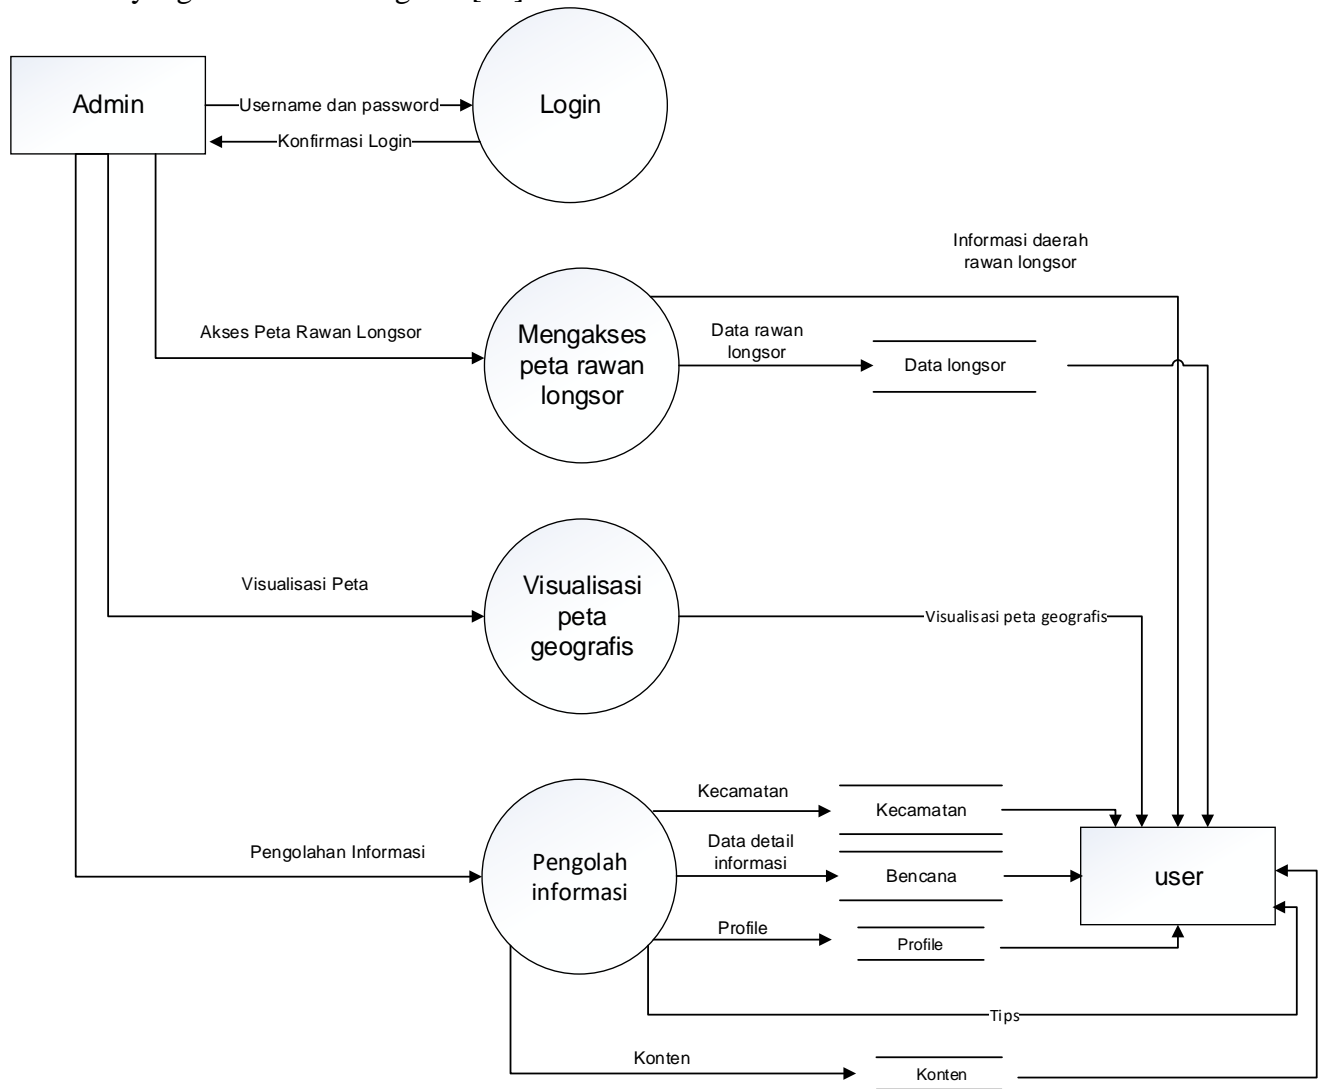 Admin
Username dan password
Login
Konfirmasi Login
Informasi daerah
rawan longsor
Akses Peta Rawan Longsor
Mengakses
peta rawan
longsor
Data rawan
longsor
Data longsor
Visualisasi Peta
Visualisasi
peta
geografis
Visualisasi peta geografis
Kecamatan
Kecamatan
Pengolahan Informasi
Pengolah
informasi
Data detail
informasi
Bencana
user
Profile
Profile
Tips
Konten
Konten